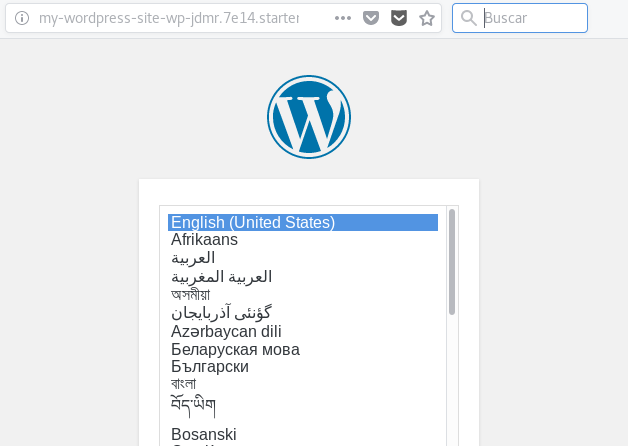 my-wordpress-site-wp-jdmr.7e14.starter
Buscar
English (United States)
Afrikaans
العربية
العربية المغربية
অসমীয়া
گؤنئی آذربایجان
Azərbaycan dili
Беларуская мова
Български
বাংলা
བོད་ཡིག
Bosanski